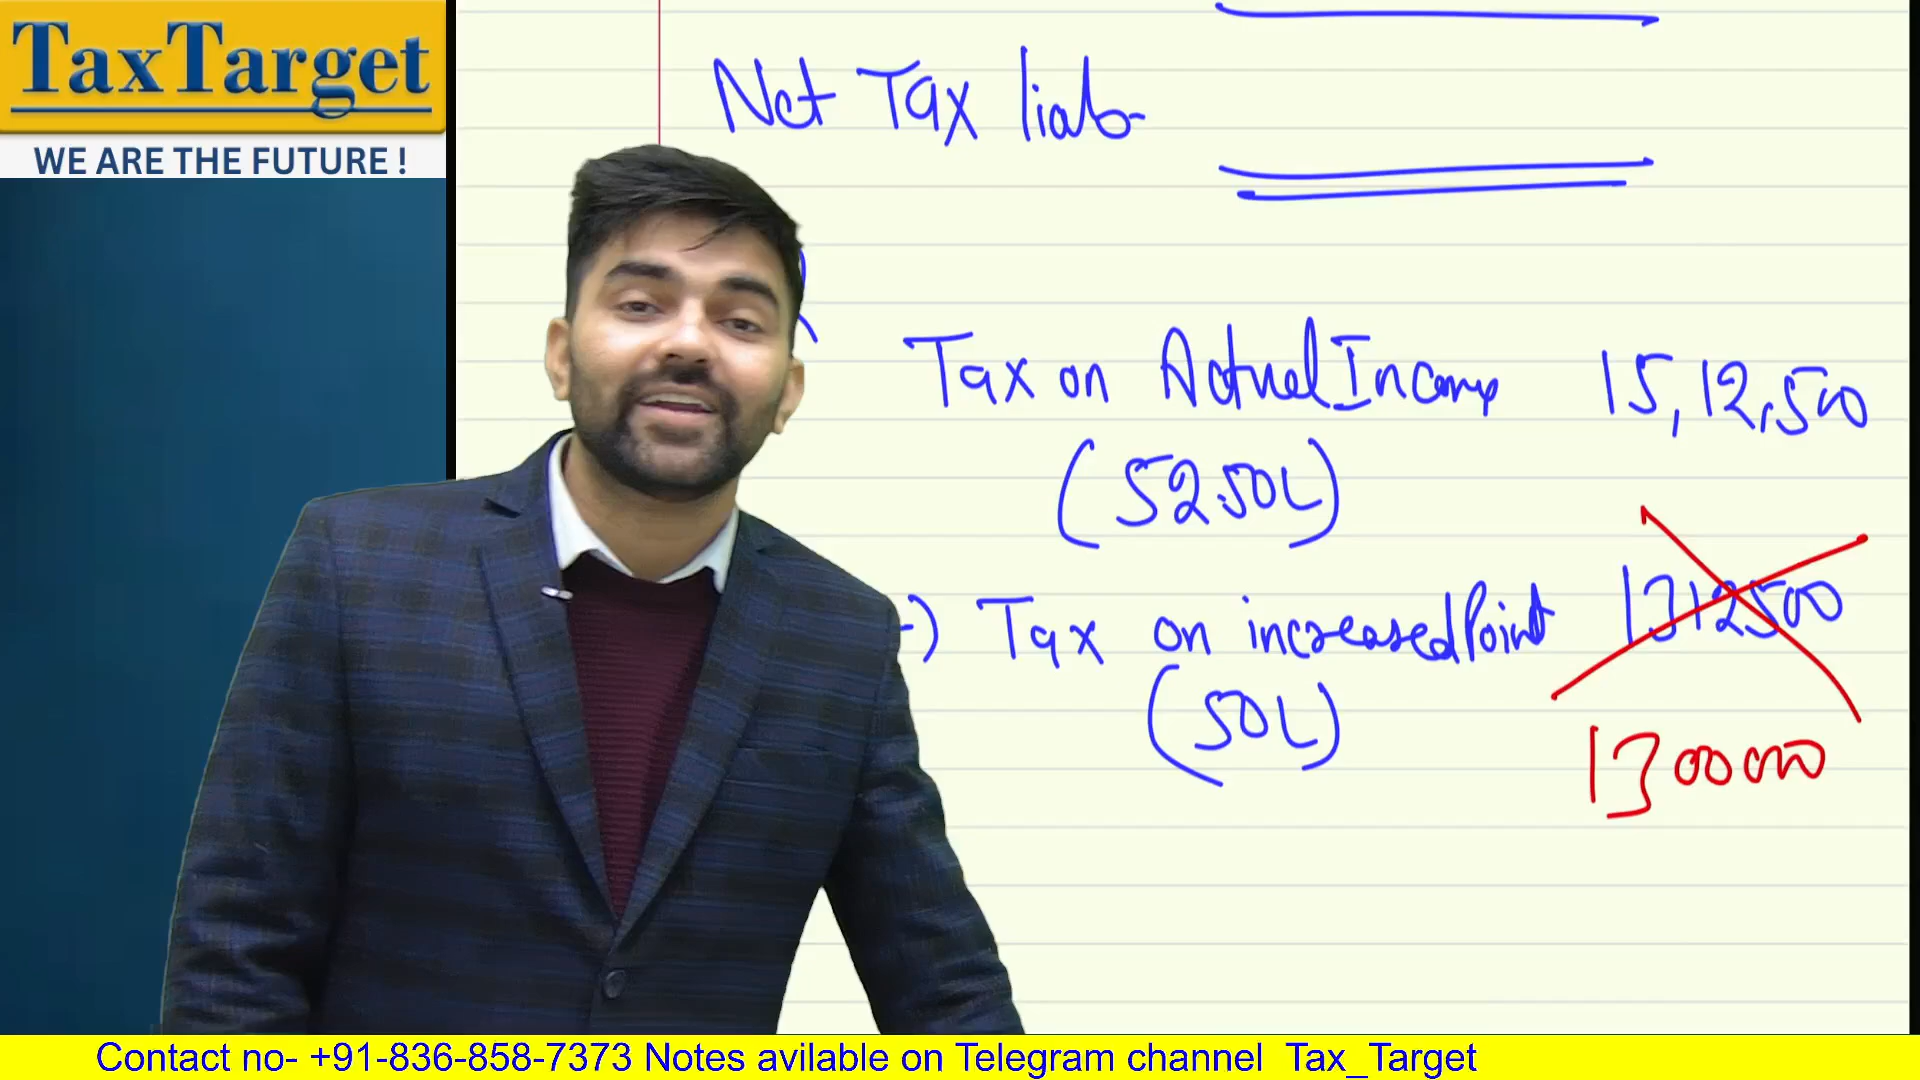 TaxTarget
WE ARE THE FUTURE !
Net Tax liab-
Tax on Actual Income 15,12,500
(52.50L)
-) Tax on increased Point 1312500
(50L)
1300000
Contact no- +91-836-858-7373 Notes avilable on Telegram channel Tax_Target